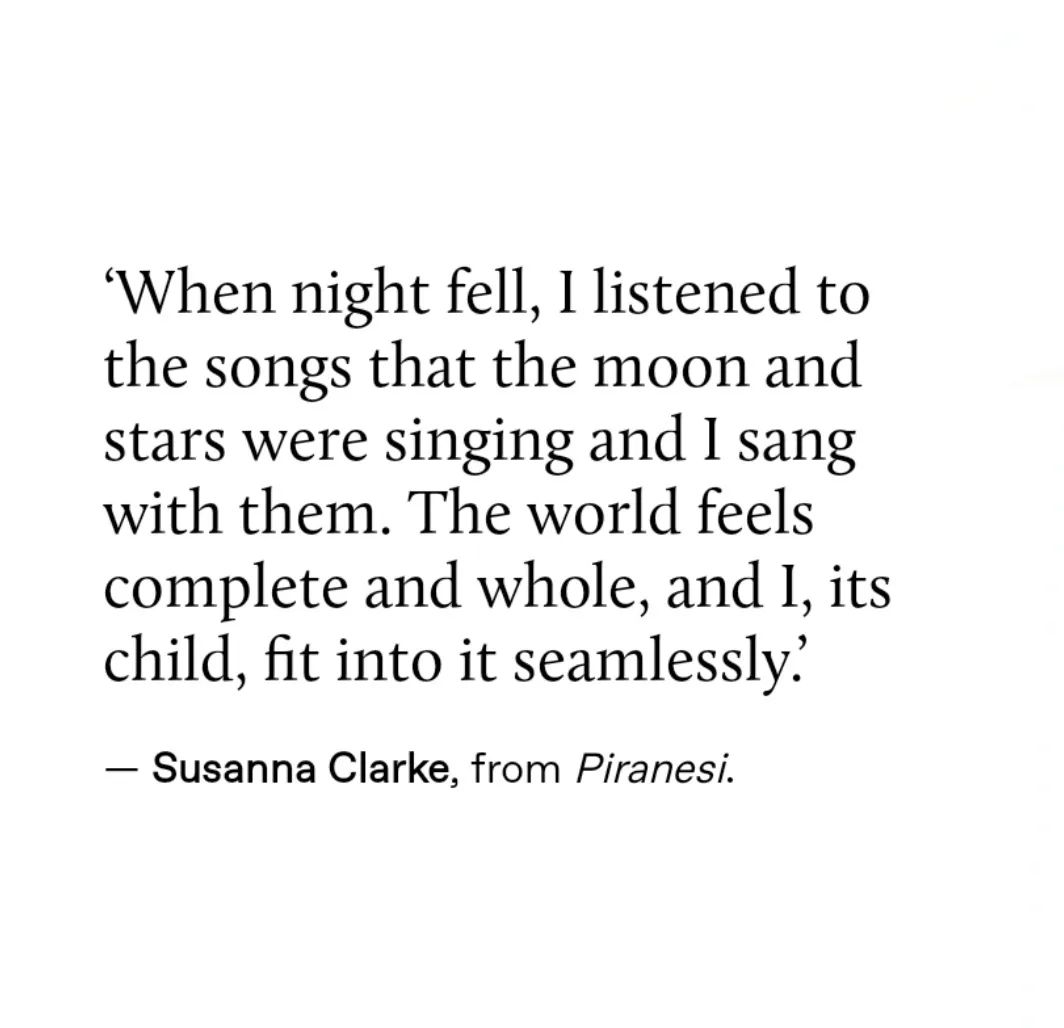 ‘When night fell, I listened to
the songs that the moon and
stars were singing and I sang
with them. The world feels
complete and whole, and I, its
child, fit into it seamlessly.’
— Susanna Clarke, from Piranesi.